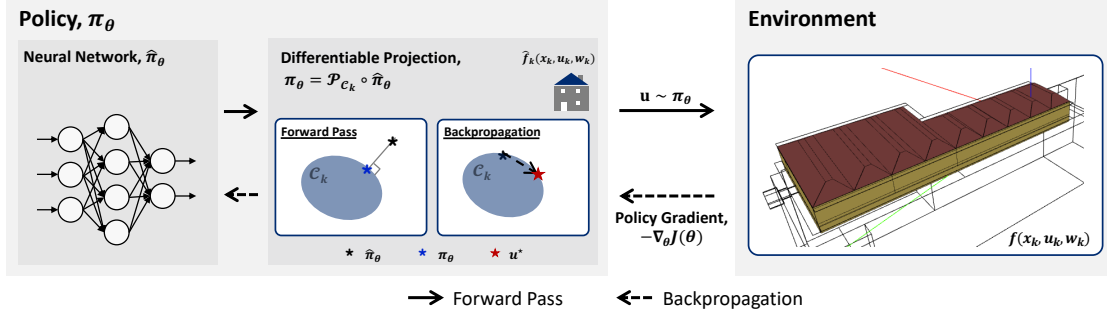 Policy, π_θ
Neural Network, π̂_θ
Differentiable Projection,
π_θ = 𝒫_{𝒞_k} ∘ π̂_θ
f̂_k(x_k, u_k, w_k)
Forward Pass
𝒞_k
Backpropagation
𝒞_k
* π̂_θ * π_θ ★ u*
u ~ π_θ
Policy Gradient,
−∇_θ J(θ)
Environment
f(x_k, u_k, w_k)
Forward Pass Backpropagation